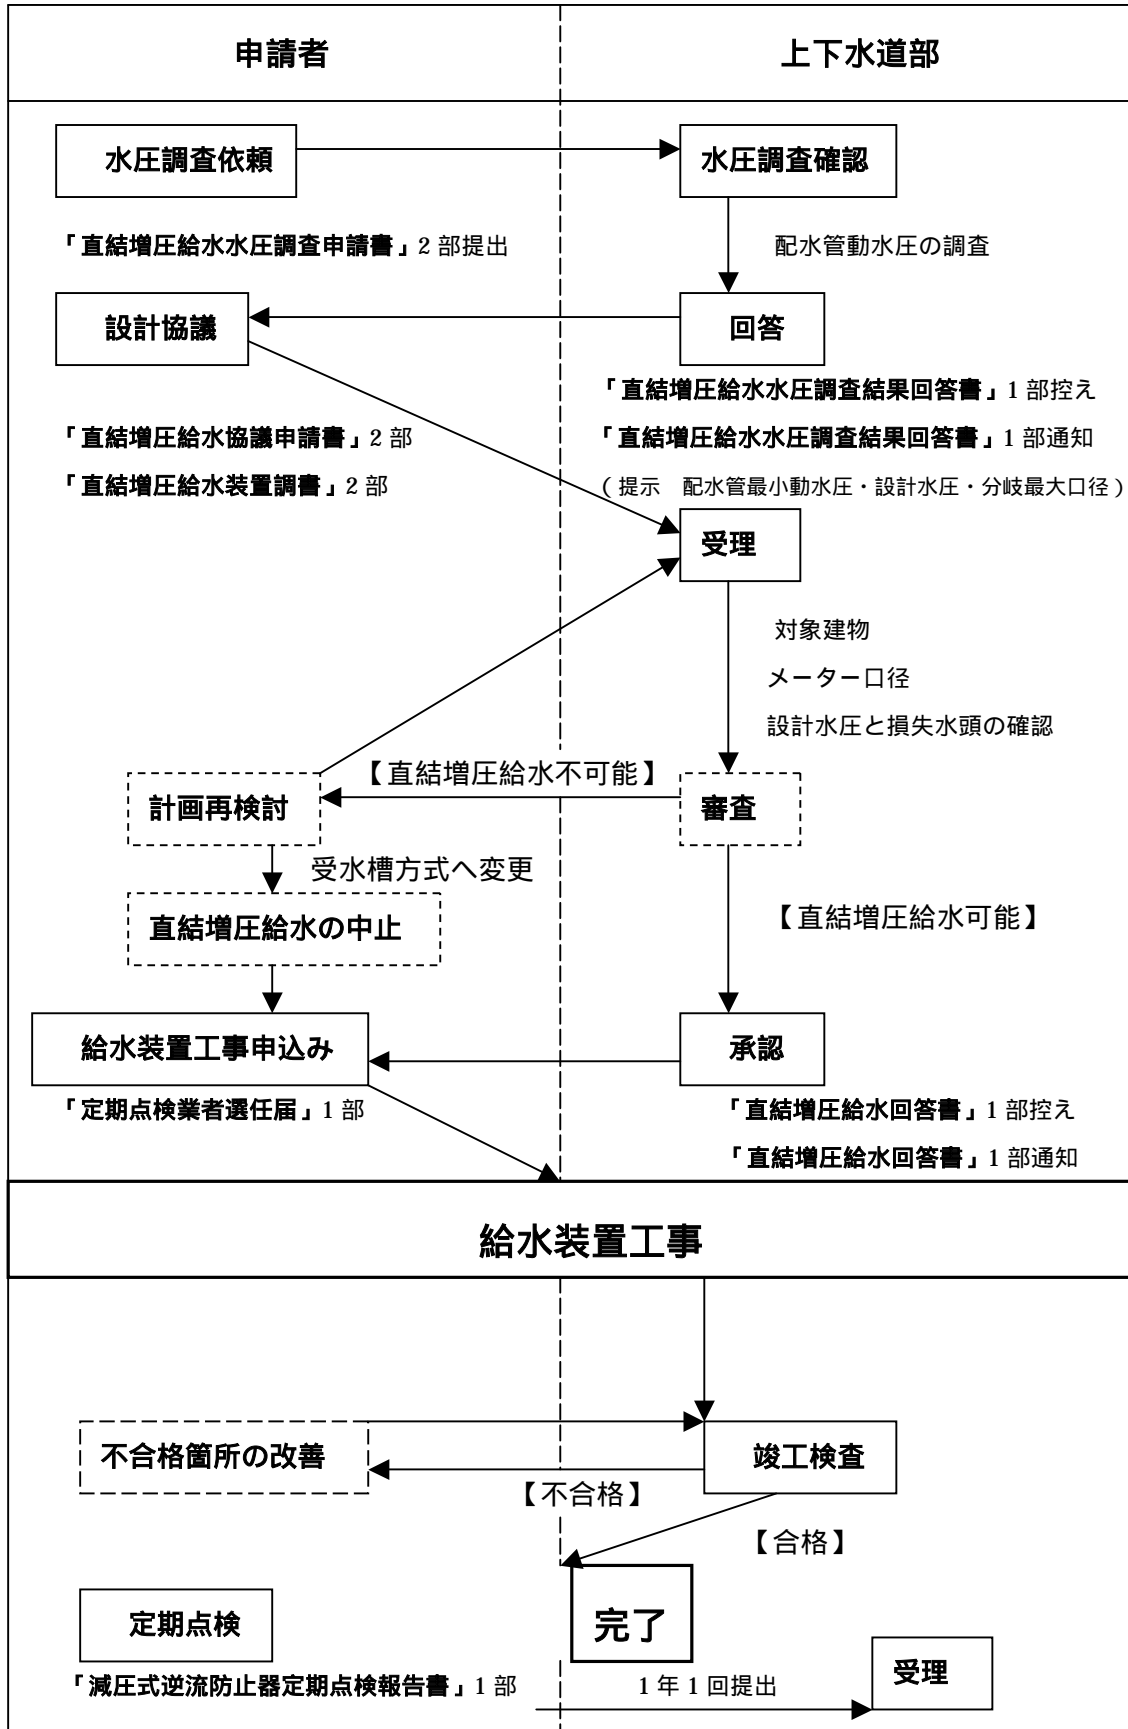 申請者
上下水道部
水圧調査依頼
水圧調査確認
「直結増圧給水水圧調査申請書」2 部提出
配水管動水圧の調査
設計協議
回答
「直結増圧給水水圧調査結果回答書」1 部控え
「直結増圧給水協議申請書」2 部
「直結増圧給水水圧調査結果回答書」1 部通知
「直結増圧給水装置調書」2 部
（提示　配水管最小動水圧・設計水圧・分岐最大口径）
受理
対象建物
メーター口径
設計水圧と損失水頭の確認
【直結増圧給水不可能】
計画再検討
審査
受水槽方式へ変更
直結増圧給水の中止
【直結増圧給水可能】
給水装置工事申込み
承認
「定期点検業者選任届」1 部
「直結増圧給水回答書」1 部控え
「直結増圧給水回答書」1 部通知
給水装置工事
不合格箇所の改善
竣工検査
【不合格】
【合格】
定期点検
完了
受理
「減圧式逆流防止器定期点検報告書」1 部
1 年 1 回提出